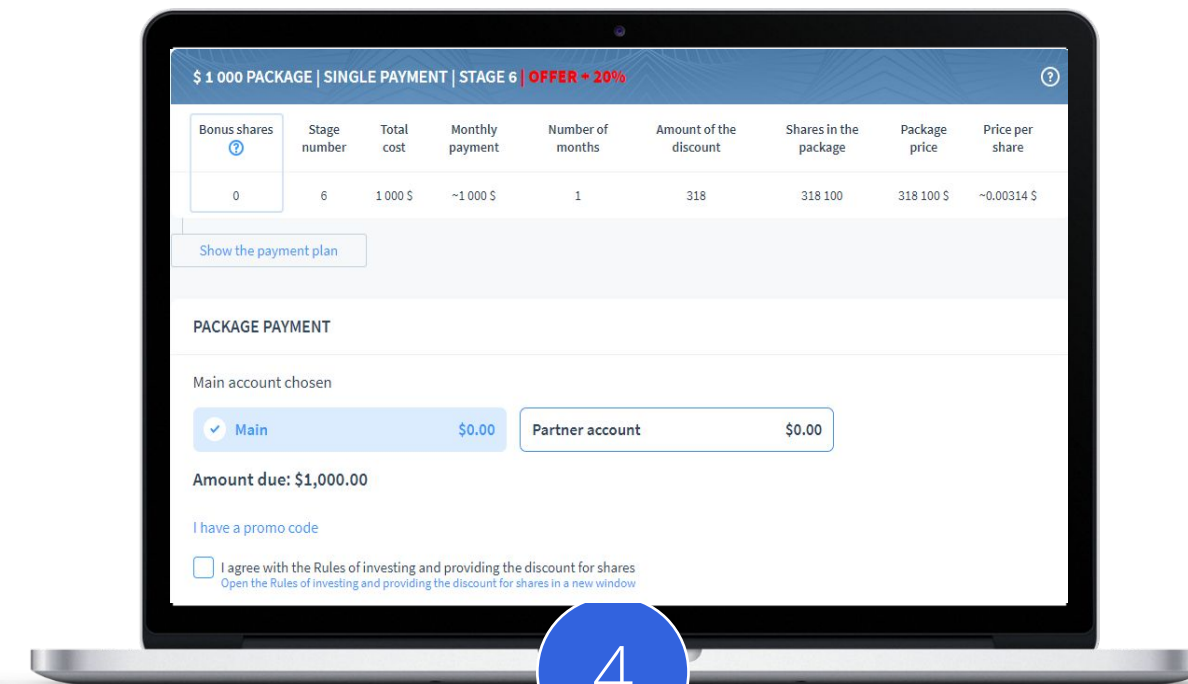 $ 1 000 PACKAGE | SINGLE PAYMENT | STAGE 6 | OFFER + 20%
Bonus shares Stage number Total cost Monthly payment Number of months Amount of the discount Shares in the package Package price Price per share
0 6 1 000 $ ~1 000 $ 1 318 318 100 318 100 $ ~0.00314 $
Show the payment plan
PACKAGE PAYMENT
Main account chosen
Main $0.00 Partner account $0.00
Amount due: $1,000.00
I have a promo code
I agree with the Rules of investing and providing the discount for shares
Open the Rules of investing and providing the discount for shares in a new window
4